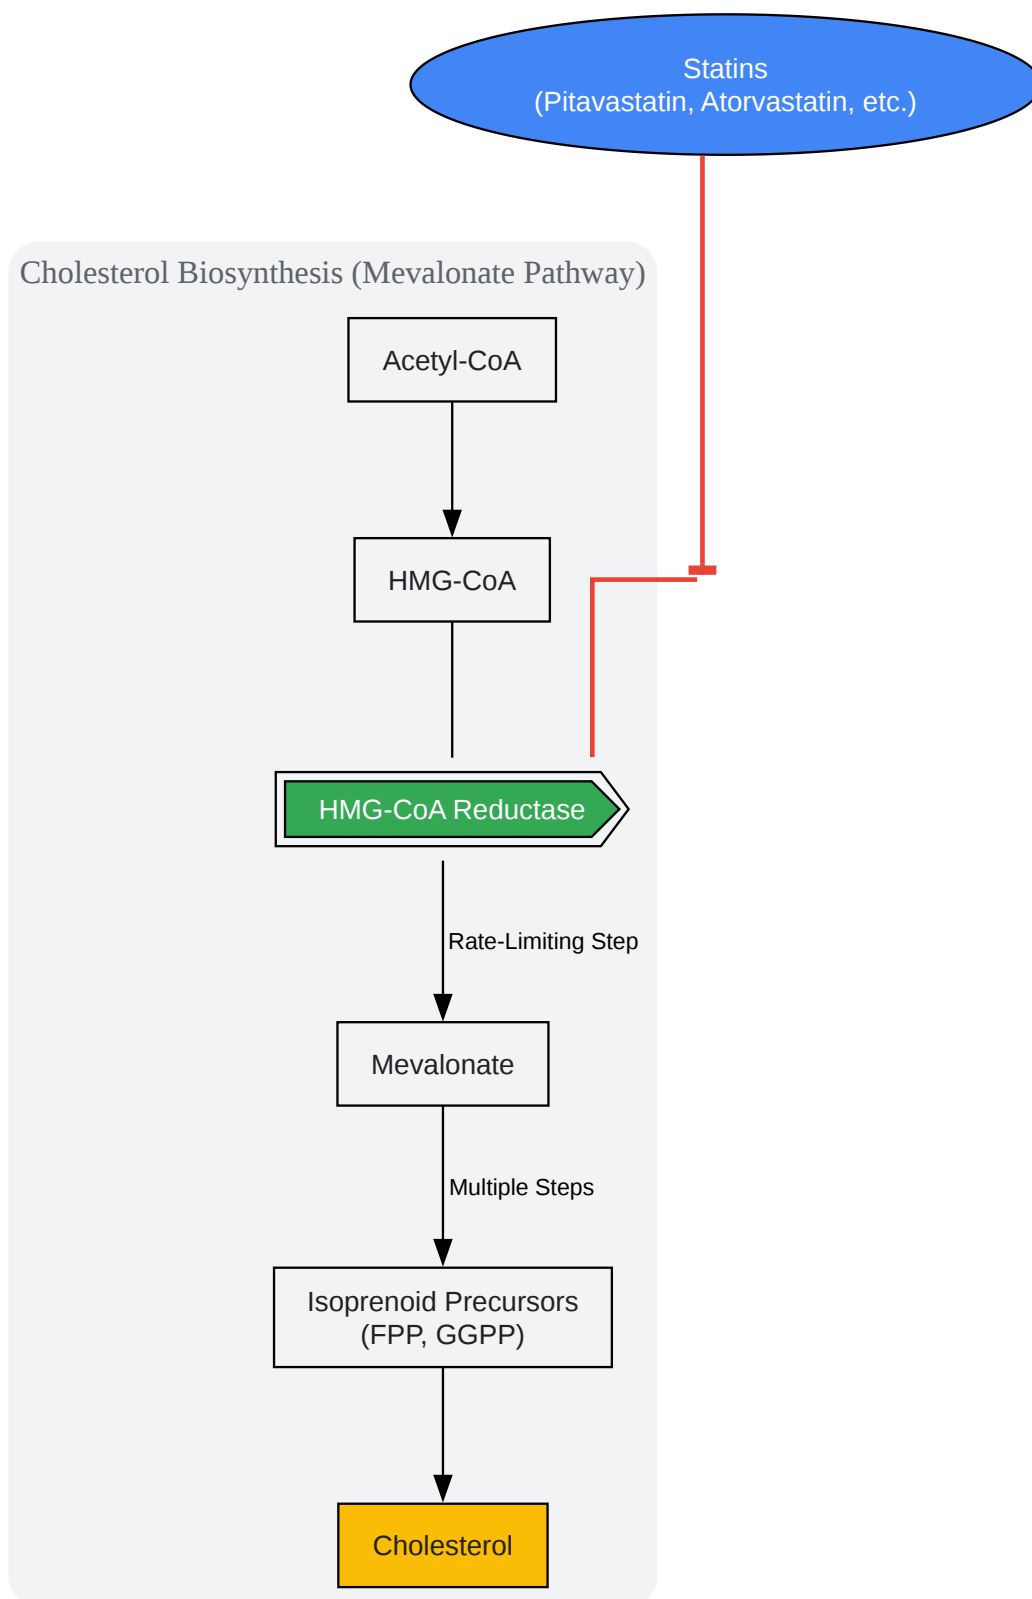 Statins
(Pitavastatin, Atorvastatin, etc.)
Cholesterol Biosynthesis (Mevalonate Pathway)
Acetyl-CoA
HMG-CoA
HMG-CoA Reductase
Rate-Limiting Step
Mevalonate
Multiple Steps
Isoprenoid Precursors
(FPP, GGPP)
Cholesterol